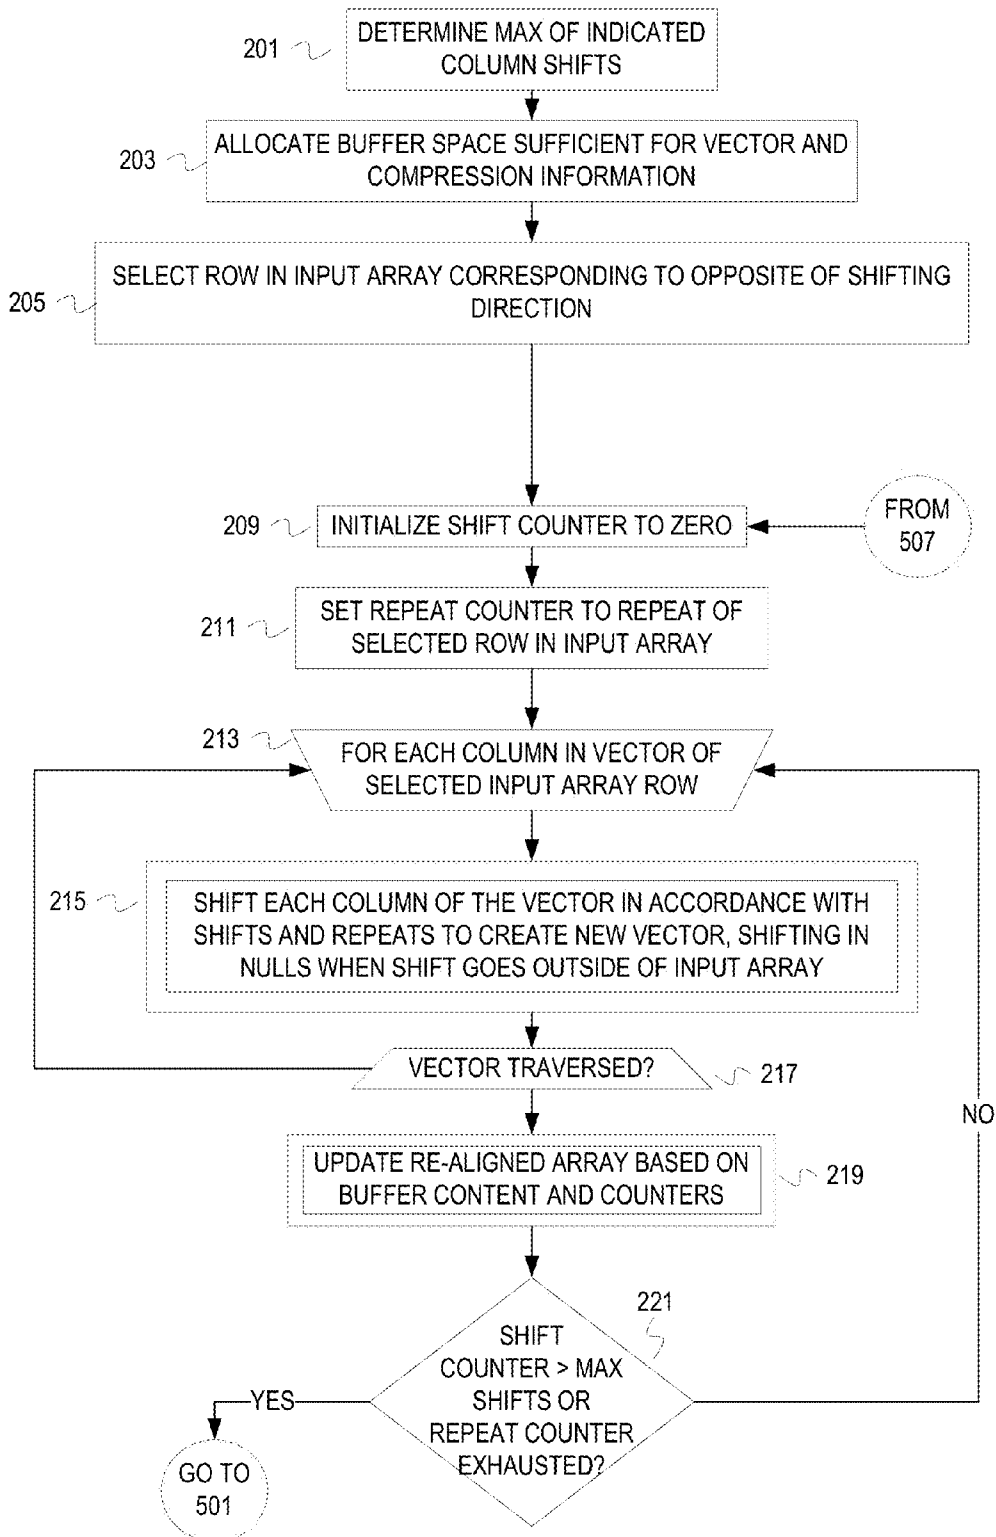 201
DETERMINE MAX OF INDICATED
COLUMN SHIFTS
203
ALLOCATE BUFFER SPACE SUFFICIENT FOR VECTOR AND
COMPRESSION INFORMATION
205
SELECT ROW IN INPUT ARRAY CORRESPONDING TO OPPOSITE OF SHIFTING
DIRECTION
209
INITIALIZE SHIFT COUNTER TO ZERO
FROM
507
211
SET REPEAT COUNTER TO REPEAT OF
SELECTED ROW IN INPUT ARRAY
213
FOR EACH COLUMN IN VECTOR OF
SELECTED INPUT ARRAY ROW
215
SHIFT EACH COLUMN OF THE VECTOR IN ACCORDANCE WITH
SHIFTS AND REPEATS TO CREATE NEW VECTOR, SHIFTING IN
NULLS WHEN SHIFT GOES OUTSIDE OF INPUT ARRAY
VECTOR TRAVERSED?
217
NO
UPDATE RE-ALIGNED ARRAY BASED ON
BUFFER CONTENT AND COUNTERS
219
221
SHIFT
COUNTER > MAX
SHIFTS OR
REPEAT COUNTER
EXHAUSTED?
YES
GO TO
501